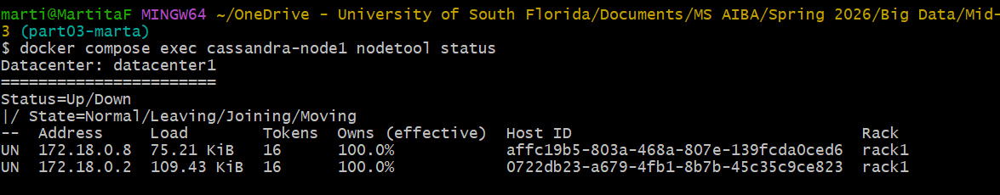 marti@MartitaF MINGW64 ~/OneDrive - University of South Florida/Documents/MS AIBA/Spring 2026/Big Data/Mid-
3 (part03-marta)
$ docker compose exec cassandra-node1 nodetool status
Datacenter: datacenter1
=======================
Status=Up/Down
|/ State=Normal/Leaving/Joining/Moving
--  Address     Load        Tokens  Owns (effective)  Host ID                               Rack
UN  172.18.0.8  75.21 KiB   16      100.0%            affc19b5-803a-468a-807e-139fcda0ced6  rack1
UN  172.18.0.2  109.43 KiB  16      100.0%            0722db23-a679-4fb1-8b7b-45c35c9ce823  rack1